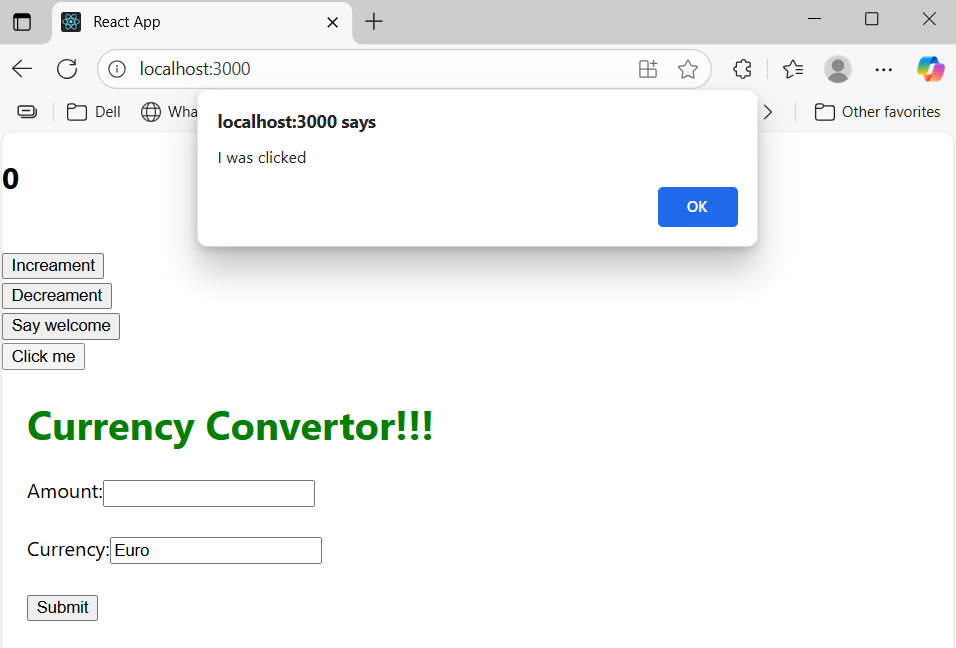 React App
localhost:3000
Dell
Wha
Other favorites
localhost:3000 says
I was clicked
OK
0
Increament
Decreament
Say welcome
Click me
Currency Convertor!!!
Amount:
Currency: Euro
Submit